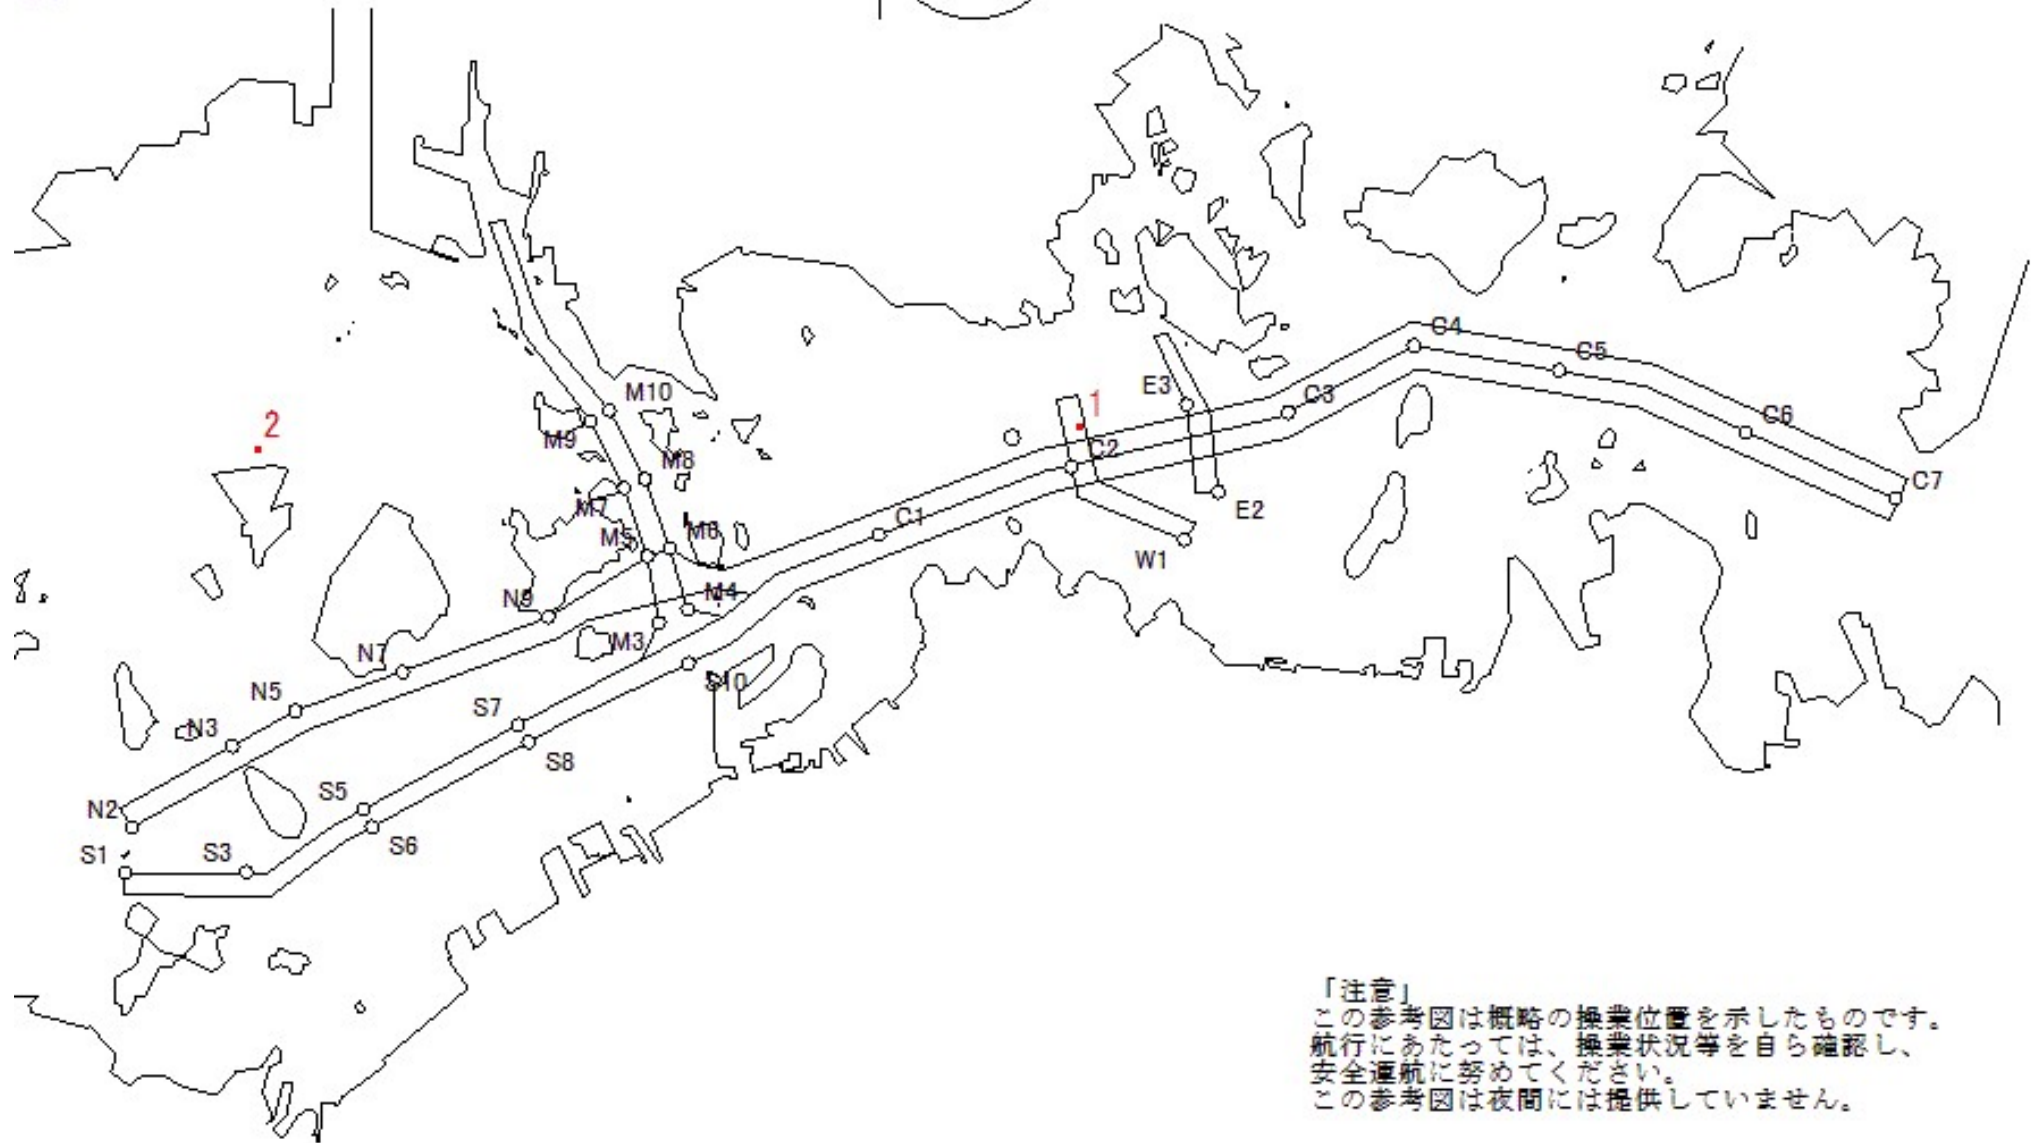 C4
C5
M10
E3
1
C3
2
C6
M9
C2
M8
C7
M7
E2
C1
M5
M6
W1
N9
M4
M3
N7
S10
N5
S7
N3
S8
S5
N2
S6
S1
S3
「注意」
この参考図は概略の操業位置を示したものです。
航行にあたっては、操業状況等を自ら確認し、
安全運航に努めてください。
この参考図は夜間には提供していません。